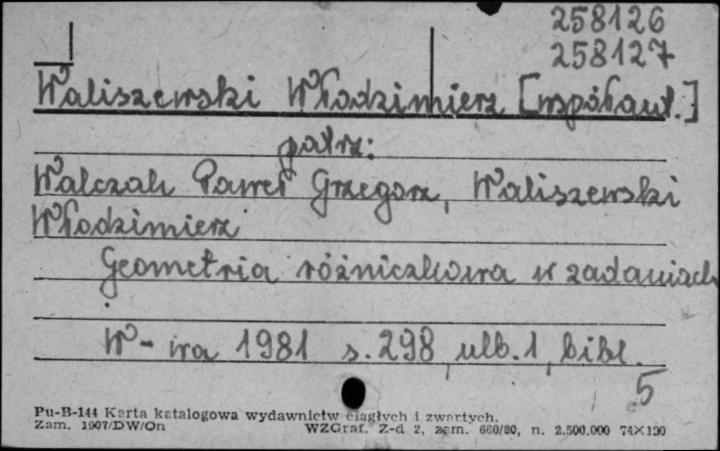 258126
258127
Waliszewski Włodzimierz [współaut.]
patrz:
Walczak Paweł Grzegorz, Waliszewski
Włodzimierz
Geometria różniczkowa w zadaniach
W-wa 1981 s. 298, ulb. 1, bibl.
5
Pu-B-144 Karta katalogowa wydawnictw ciągłych i zwartych.
Zam. 1907/DW/On WZGraf. Z-d 2, zam. 660/80, n. 2.500.000 74×130